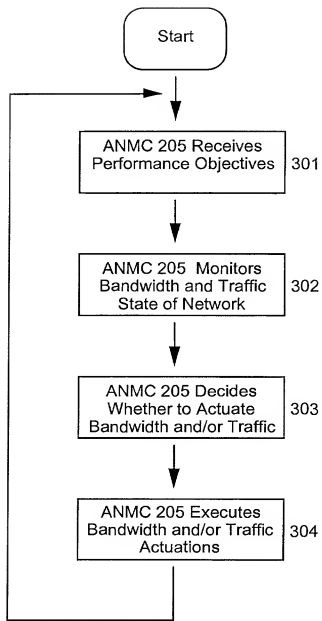 Start
ANMC 205 Receives
Performance Objectives
301
ANMC 205 Monitors
Bandwidth and Traffic
State of Network
302
ANMC 205 Decides
Whether to Actuate
Bandwidth and/or Traffic
303
ANMC 205 Executes
Bandwidth and/or Traffic
Actuations
304